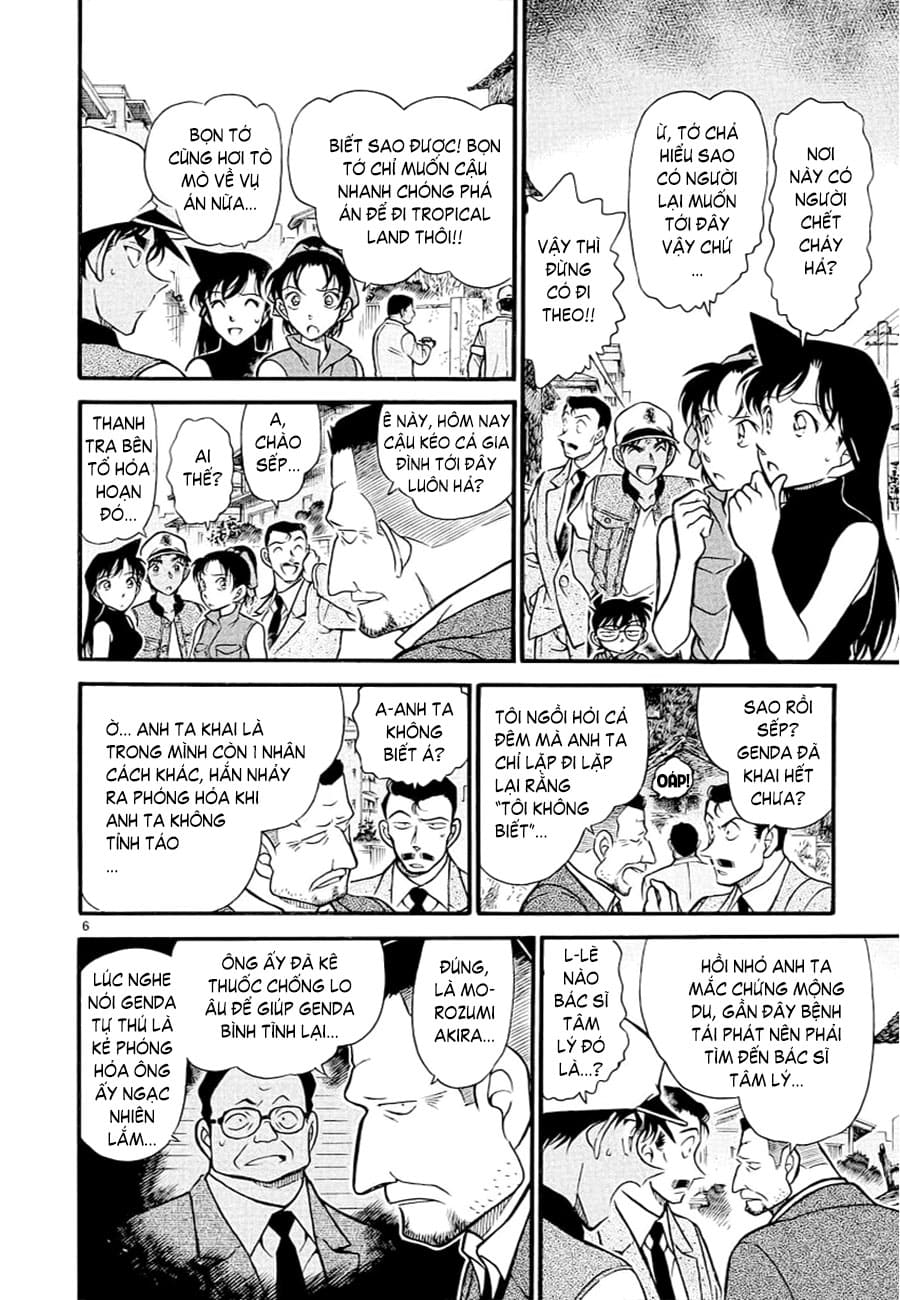 NƠI
NÀY CÓ
NGƯỜI
CHẾT
CHÁY
HẢ?
Ừ, TỚ CHẢ
HIỂU SAO
CÓ NGƯỜI
LẠI MUỐN
TỚI ĐÂY
VẬY CHỨ
...
VẬY THÌ
ĐỪNG
CÓ ĐI
THEO!!
BIẾT SAO ĐƯỢC! BỌN
TỚ CHỈ MUỐN CẬU
NHANH CHÓNG PHÁ
ÁN ĐỂ ĐI TROPICAL
LAND THÔI!!
BỌN TỚ
CŨNG HƠI TÒ
MÒ VỀ VỤ
ÁN NỮA...
Ê NÀY, HÔM NAY
CẬU KÉO CẢ GIA
ĐÌNH TỚI ĐÂY
LUÔN HẢ?
A,
CHÀO
SẾP...
AI
THẾ?
THANH
TRA BÊN
TỔ HỎA
HOẠN
ĐÓ...
SAO RỒI
SẾP?
GENDA ĐÃ
KHAI HẾT
CHƯA?
OÁP!
TÔI NGỒI HỎI CẢ
ĐÊM MÀ ANH TA
CHỈ LẶP ĐI LẶP
LẠI RẰNG
“TÔI KHÔNG
BIẾT”...
A-ANH TA
KHÔNG
BIẾT Á?
Ờ... ANH TA KHAI LÀ
TRONG MÌNH CÒN 1 NHÂN
CÁCH KHÁC, HẮN NHẢY
RA PHÓNG HỎA KHI
ANH TA KHÔNG
TỈNH TÁO
...
6
HỒI NHỎ ANH TA
MẮC CHỨNG MỘNG
DU, GẦN ĐÂY BỆNH
TÁI PHÁT NÊN PHẢI
TÌM ĐẾN BÁC SĨ
TÂM LÝ...
L-LẼ
NÀO
BÁC SĨ
TÂM
LÝ ĐÓ
LÀ...?
ĐÚNG,
LÀ MO-
ROZUMI
AKIRA...
ÔNG ẤY ĐÃ KÊ
THUỐC CHỐNG LO
ÂU ĐỂ GIÚP GENDA
BÌNH TĨNH LẠI...
LÚC NGHE
NÓI GENDA
TỰ THÚ LÀ
KẺ PHÓNG
HỎA ÔNG
ẤY NGẠC
NHIÊN
LẮM...